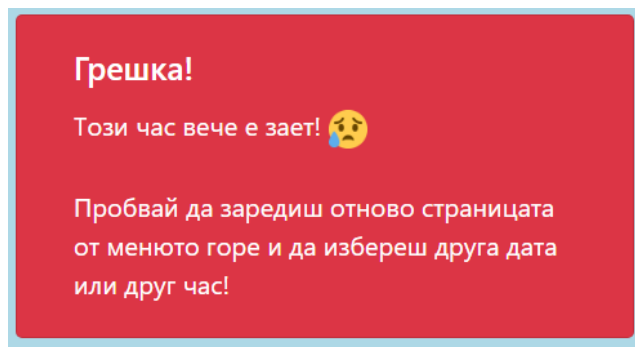 Грешка!
Този час вече е зает! 😥
Пробвай да заредиш отново страницата
от менюто горе и да избереш друга дата
или друг час!